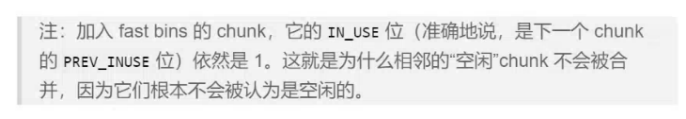 注：加入 fast bins 的 chunk，它的 IN_USE 位（准确地说，是下一个 chunk
的 PREV_INUSE 位）依然是 1。这就是为什么相邻的“空闲”chunk 不会被合
并，因为它们根本不会被认为是空闲的。